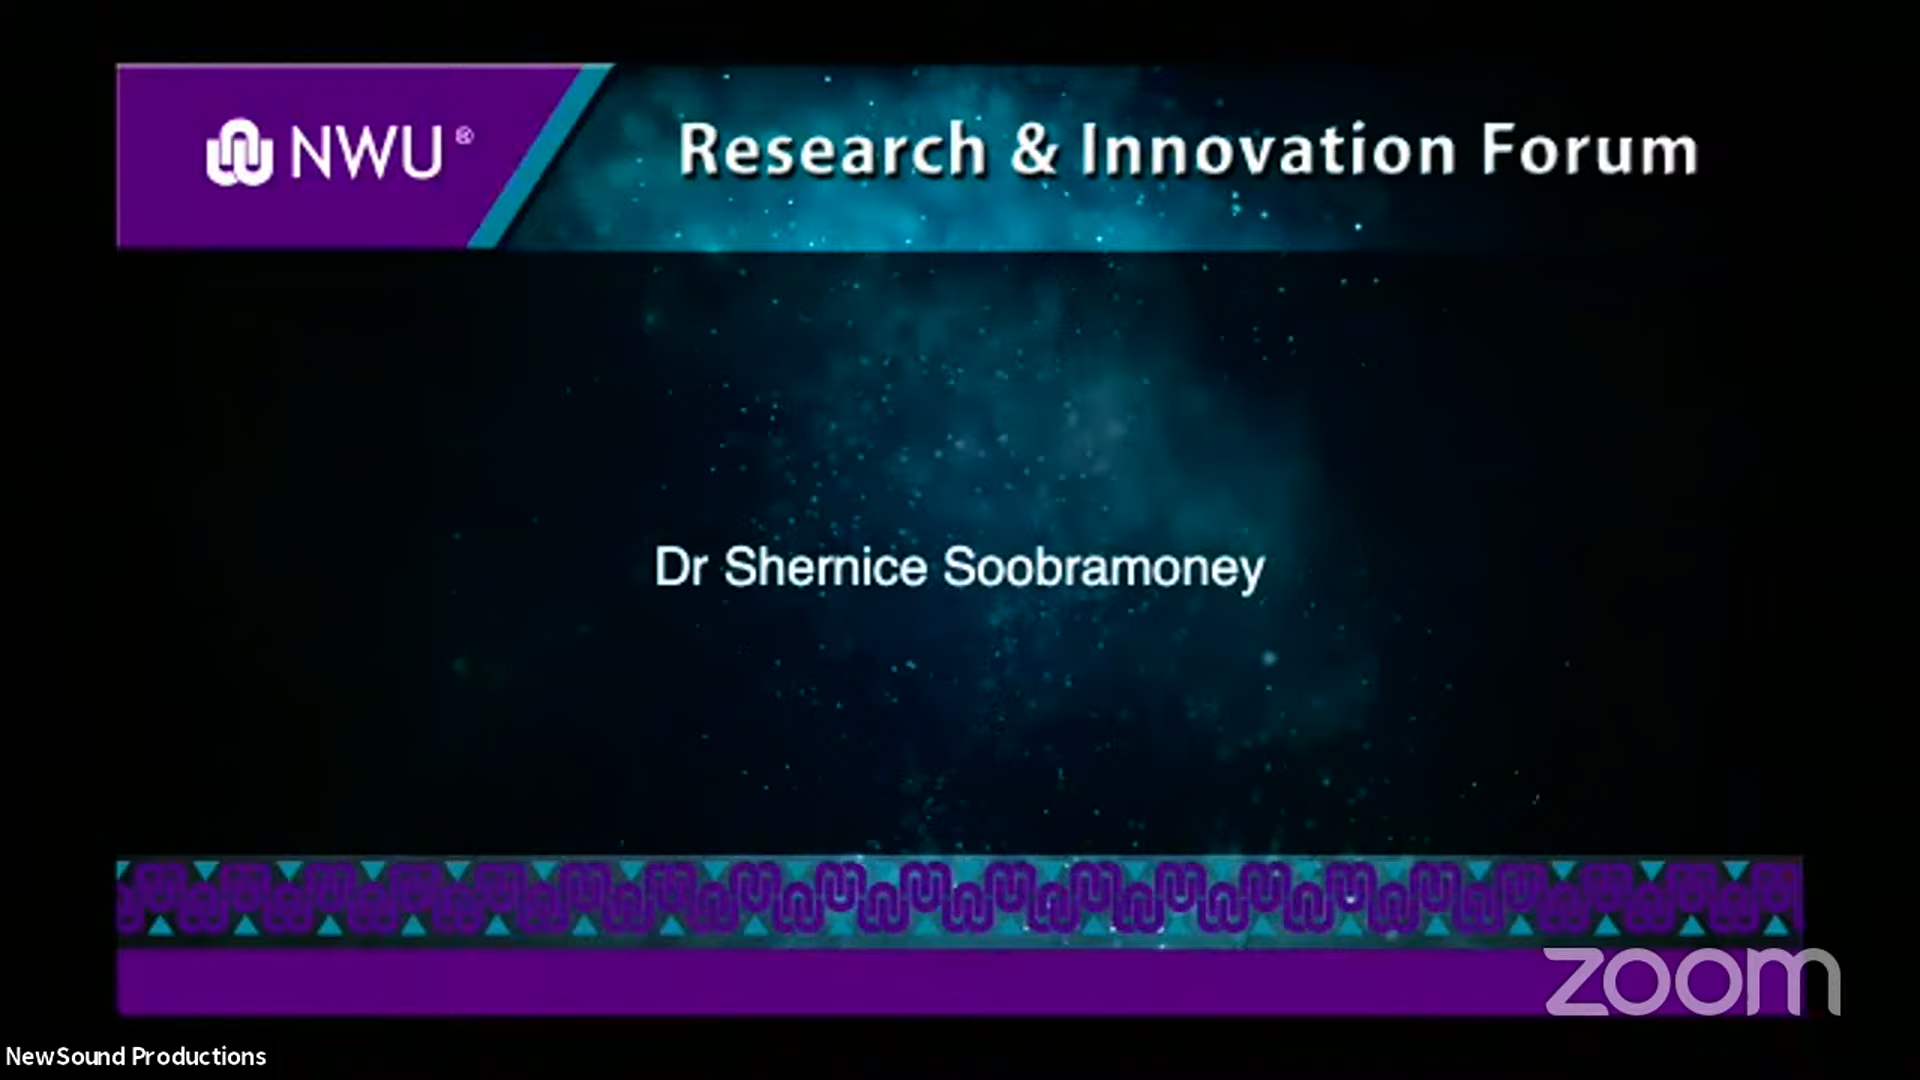 NWU®
Research & Innovation Forum
Dr Shernice Soobramoney
zoom
NewSound Productions